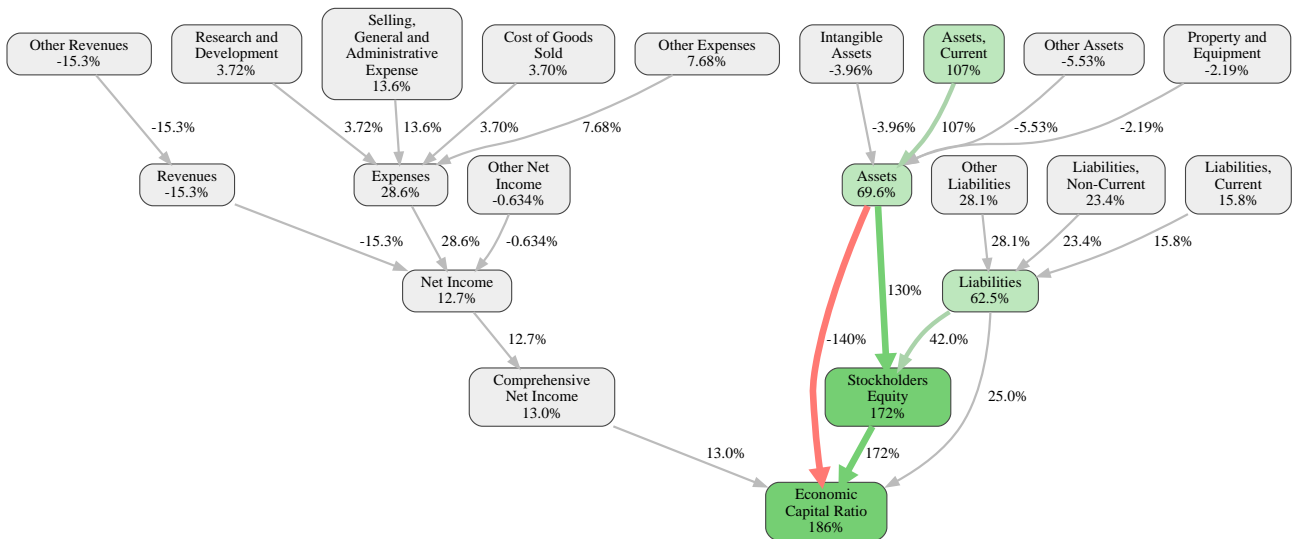 Other Revenues
-15.3%
Research and
Development
3.72%
Selling,
General and
Administrative
Expense
13.6%
Cost of Goods
Sold
3.70%
Other Expenses
7.68%
Intangible
Assets
-3.96%
Assets,
Current
107%
Other Assets
-5.53%
Property and
Equipment
-2.19%
-15.3%
3.72%
13.6%
3.70%
7.68%
-3.96%
107%
-5.53%
-2.19%
Revenues
-15.3%
Expenses
28.6%
Other Net
Income
-0.634%
Assets
69.6%
Other
Liabilities
28.1%
Liabilities,
Non-Current
23.4%
Liabilities,
Current
15.8%
-15.3%
28.6%
-0.634%
28.1%
23.4%
15.8%
Net Income
12.7%
130%
Liabilities
62.5%
12.7%
-140%
42.0%
Comprehensive
Net Income
13.0%
Stockholders
Equity
172%
25.0%
13.0%
172%
Economic
Capital Ratio
186%